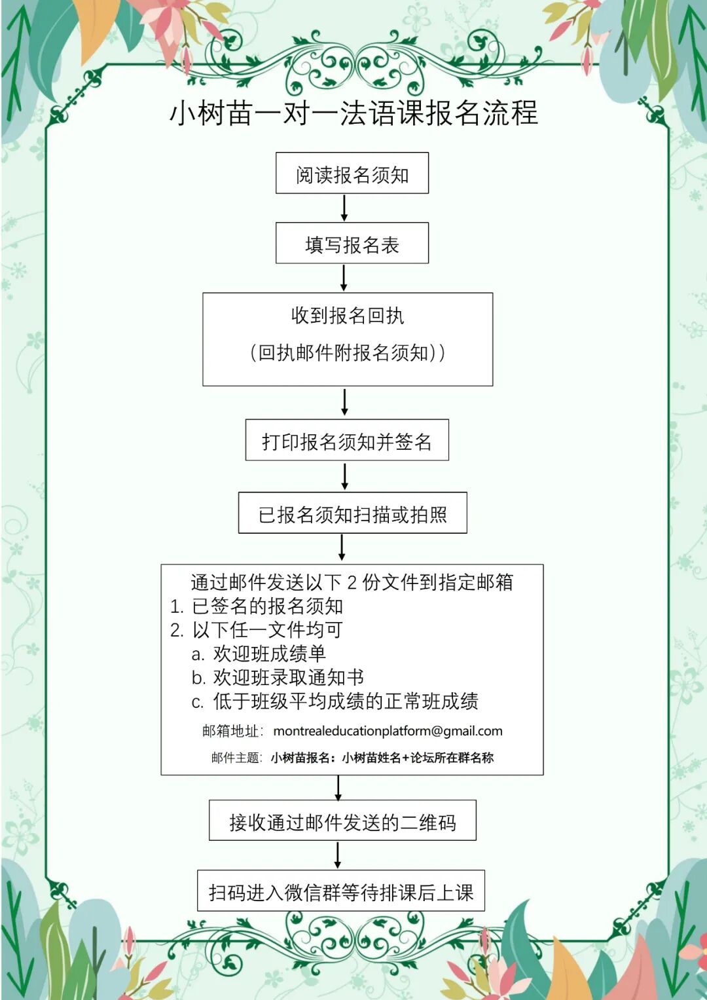 小树苗一对一法语课报名流程
阅读报名须知
填写报名表
收到报名回执
（回执邮件附报名须知））
打印报名须知并签名
已报名须知扫描或拍照
通过邮件发送以下 2 份文件到指定邮箱
1. 已签名的报名须知
2. 以下任一文件均可
a. 欢迎班成绩单
b. 欢迎班录取通知书
c. 低于班级平均成绩的正常班成绩
邮箱地址：montrealeducationplatform@gmail.com
邮件主题：小树苗报名：小树苗姓名+论坛所在群名称
接收通过邮件发送的二维码
扫码进入微信群等待排课后上课